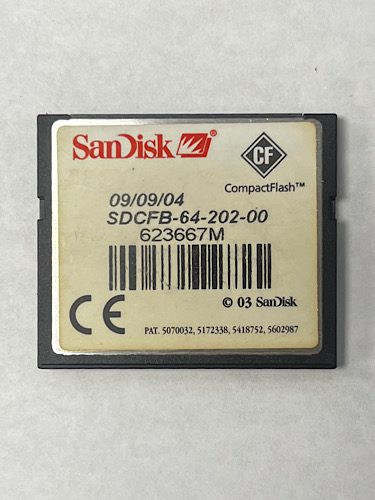 SanDisk®
CF
CompactFlash™
09/09/04
SDCFB-64-202-00
623667M
CE
© 03 SanDisk
PAT. 5070032, 5172338, 5418752, 5602987